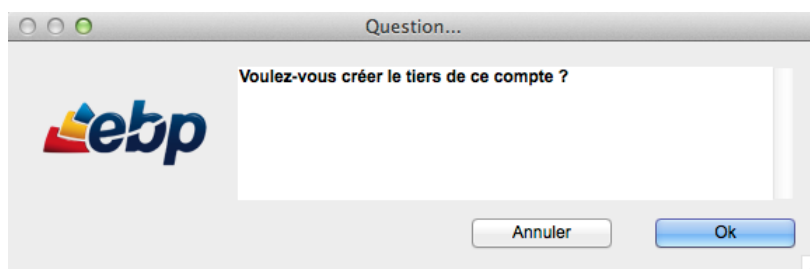 Question...
Voulez-vous créer le tiers de ce compte ?
ebp
Annuler
Ok